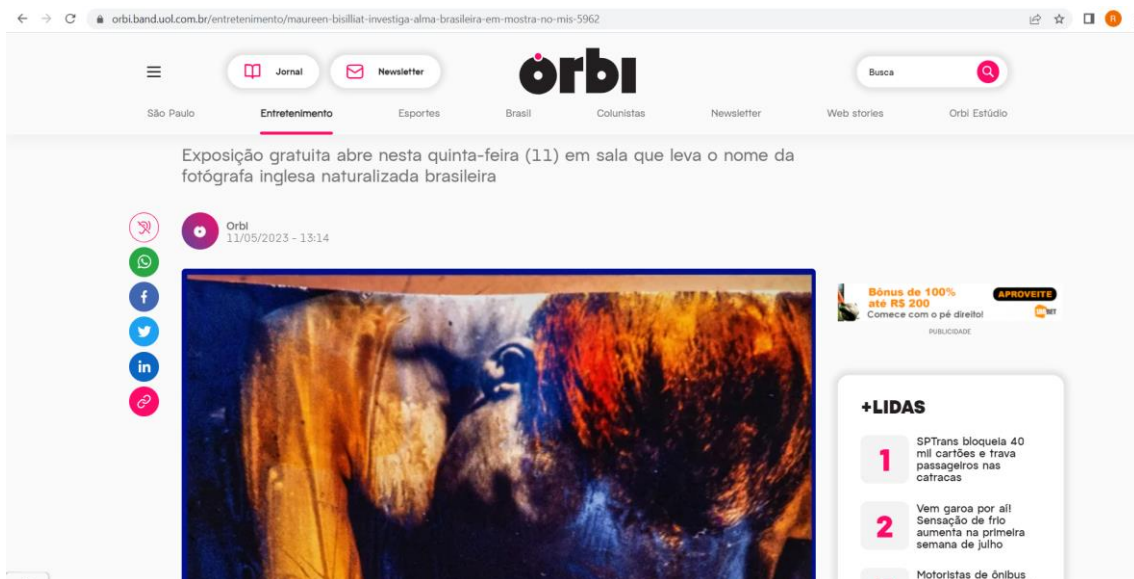 orbi.band.uol.com.br/entretenimento/maureen-bisilliat-investiga-alma-brasileira-em-mostra-no-mis-5962
R
Jornal
Newsletter
orbi
Busca
São Paulo
Entretenimento
Esportes
Brasil
Colunistas
Newsletter
Web stories
Orbi Estúdio
Exposição gratuita abre nesta quinta-feira (11) em sala que leva o nome da
fotógrafa inglesa naturalizada brasileira
Orbi
11/05/2023 - 13:14
f
in
Bônus de 100%
até R$ 200
Comece com o pé direito!
APROVEITE
PUBLICIDADE
+LIDAS
1
SPTrans bloqueia 40
mil cartões e trava
passageiros nas
catracas
2
Vem garoa por aí!
Sensação de frio
aumenta na primeira
semana de julho
Motoristas de ônibus